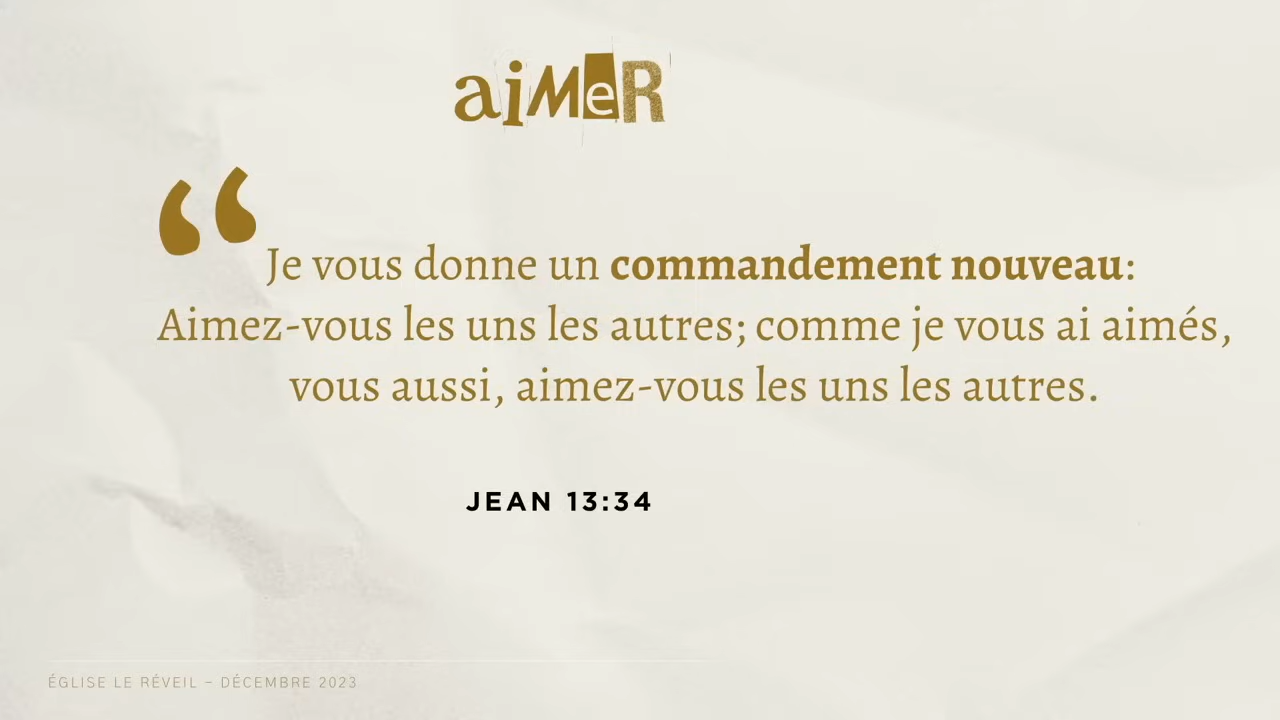 aiMeR
“Je vous donne un commandement nouveau:
Aimez-vous les uns les autres; comme je vous ai aimés,
vous aussi, aimez-vous les uns les autres.
JEAN 13:34
ÉGLISE LE RÉVEIL – DÉCEMBRE 2023